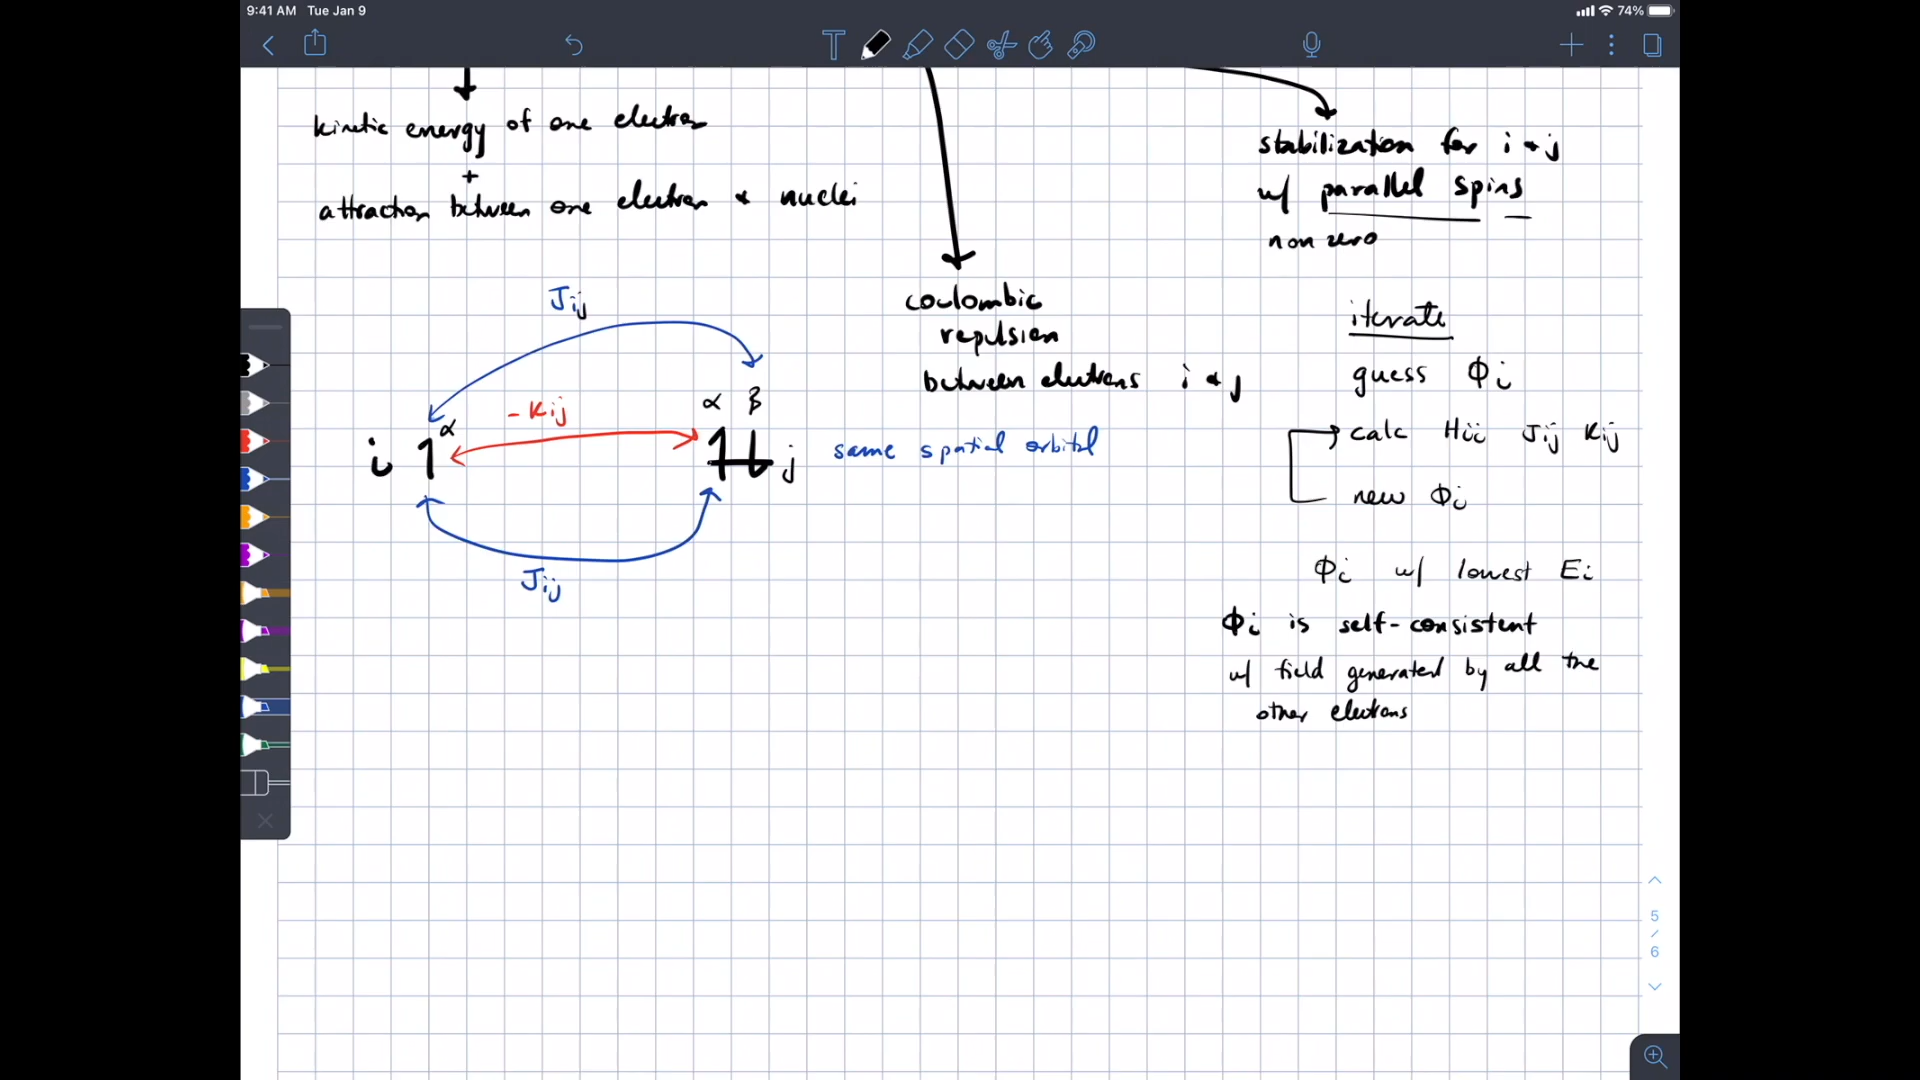 9:41 AM Tue Jan 9
74%
T
kinetic energy of one electron
+
attraction between one electron & nuclei
stabilization for i & j
w/ parallel spins
non zero
coulombic
repulsion
between electrons i & j
Jij
- Kij
α
α β
i 1
1 j
same spatial orbital
Jij
iterate
guess Φi
calc Hii Jij Kij
new Φi
Φi w/ lowest Ei
Φi is self-consistent
w/ field generated by all the
other electrons
5
/
6